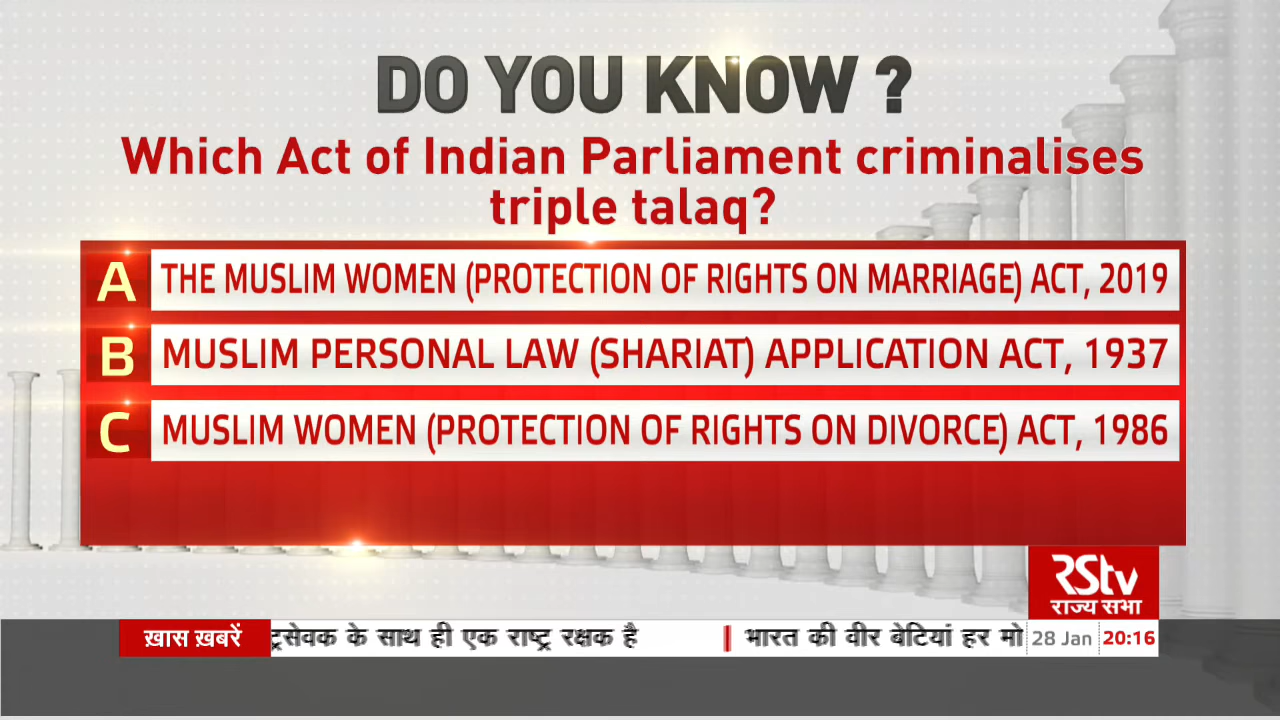 DO YOU KNOW ?
Which Act of Indian Parliament criminalises
triple talaq?
A THE MUSLIM WOMEN (PROTECTION OF RIGHTS ON MARRIAGE) ACT, 2019
B MUSLIM PERSONAL LAW (SHARIAT) APPLICATION ACT, 1937
C MUSLIM WOMEN (PROTECTION OF RIGHTS ON DIVORCE) ACT, 1986
RStv
राज्य सभा
ख़ास ख़बरें ट्रसेवक के साथ ही एक राष्ट्र रक्षक है | भारत की वीर बेटियां हर मो 28 Jan 20:16